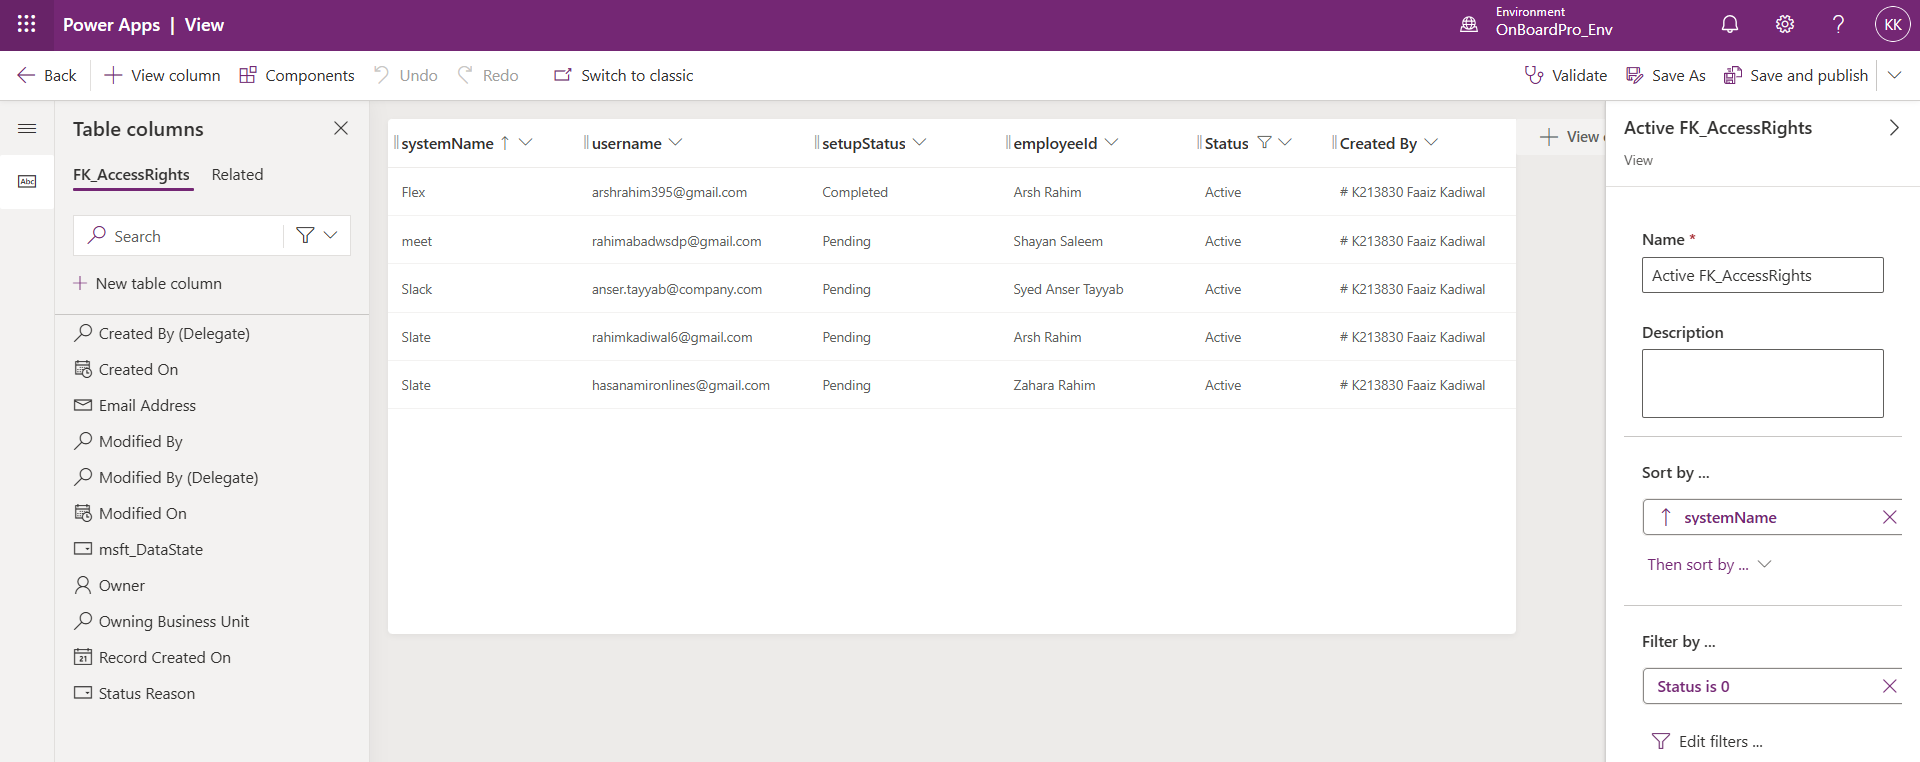 Power Apps | View
Environment
OnBoardPro_Env
KK
Back
View column
Components
Undo
Redo
Switch to classic
Validate
Save As
Save and publish
Table columns
FK_AccessRights
Related
Search
New table column
Abc
Created By (Delegate)
Created On
Email Address
Modified By
Modified By (Delegate)
Modified On
msft_DataState
Owner
Owning Business Unit
21 Record Created On
Status Reason
systemName username setupStatus employeeId Status Created By
Flex arshrahim395@gmail.com Completed Arsh Rahim Active # K213830 Faaiz Kadiwal
meet rahimabadwsdp@gmail.com Pending Shayan Saleem Active # K213830 Faaiz Kadiwal
Slack anser.tayyab@company.com Pending Syed Anser Tayyab Active # K213830 Faaiz Kadiwal
Slate rahimkadiwal6@gmail.com Pending Arsh Rahim Active # K213830 Faaiz Kadiwal
Slate hasanamironlines@gmail.com Pending Zahara Rahim Active # K213830 Faaiz Kadiwal
View
Active FK_AccessRights
View
Name *
Active FK_AccessRights
Description
Sort by ...
systemName
Then sort by ...
Filter by ...
Status is 0
Edit filters ...